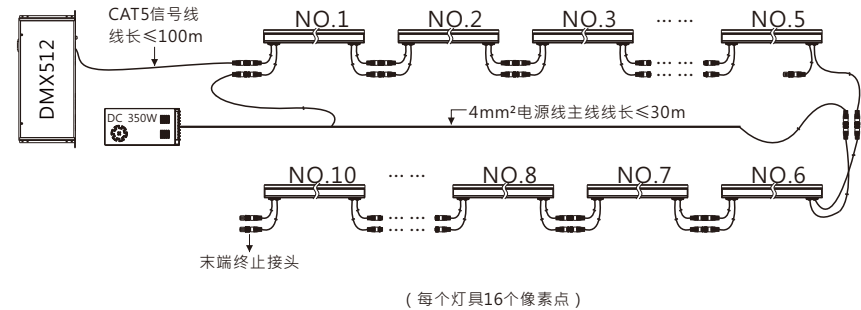 CAT5信号线
线长≤100m
NO.1
NO.2
NO.3
... ...
NO.5
DMX512
DC 350W
4mm²电源线主线线长≤30m
NO.10
... ...
NO.8
NO.7
NO.6
... ...
... ...
... ...
... ...
末端终止接头
(每个灯具16个像素点)